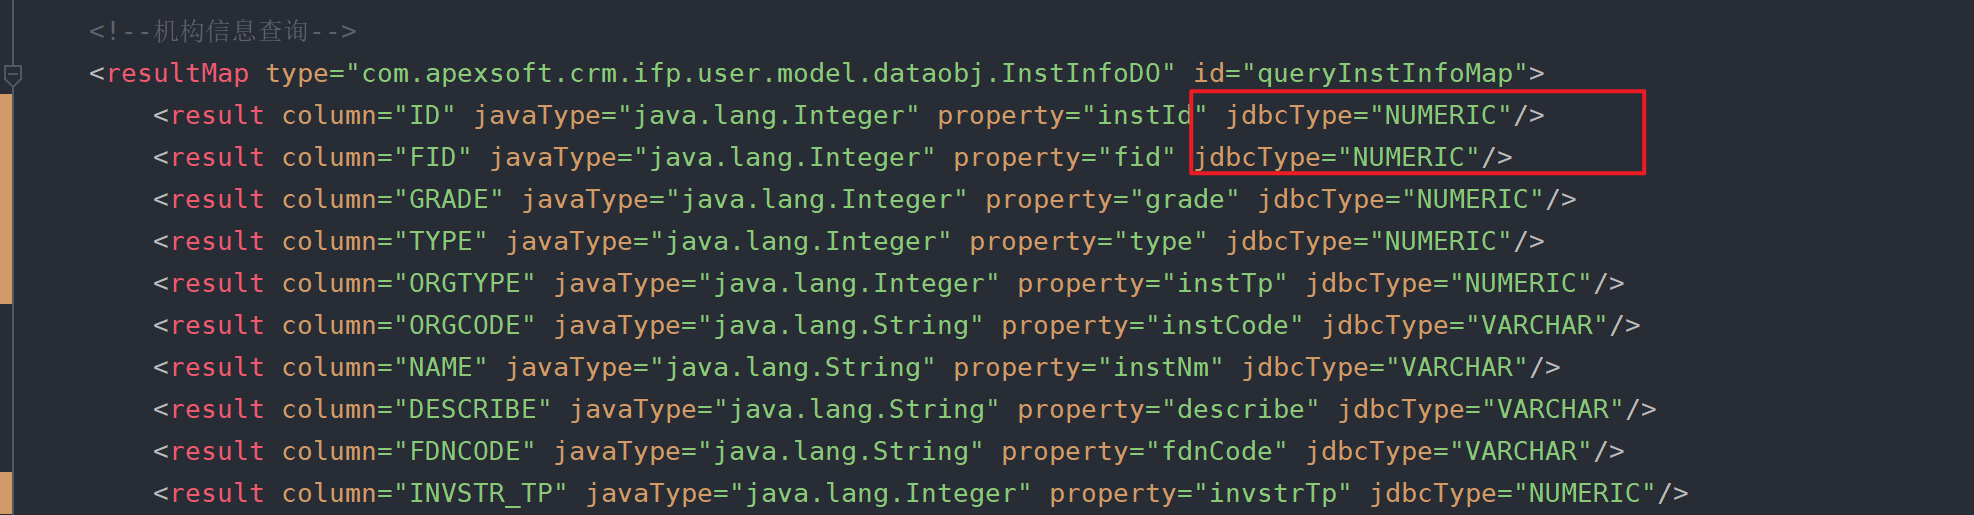 <!--机构信息查询-->
<resultMap type="com.apexsoft.crm.ifp.user.model.dataobj.InstInfoDO" id="queryInstInfoMap">
<result column="ID" javaType="java.lang.Integer" property="instId" jdbcType="NUMERIC"/>
<result column="FID" javaType="java.lang.Integer" property="fid" jdbcType="NUMERIC"/>
<result column="GRADE" javaType="java.lang.Integer" property="grade" jdbcType="NUMERIC"/>
<result column="TYPE" javaType="java.lang.Integer" property="type" jdbcType="NUMERIC"/>
<result column="ORGTYPE" javaType="java.lang.Integer" property="instTp" jdbcType="NUMERIC"/>
<result column="ORGCODE" javaType="java.lang.String" property="instCode" jdbcType="VARCHAR"/>
<result column="NAME" javaType="java.lang.String" property="instNm" jdbcType="VARCHAR"/>
<result column="DESCRIBE" javaType="java.lang.String" property="describe" jdbcType="VARCHAR"/>
<result column="FDNCODE" javaType="java.lang.String" property="fdnCode" jdbcType="VARCHAR"/>
<result column="INVSTR_TP" javaType="java.lang.Integer" property="invstrTp" jdbcType="NUMERIC"/>